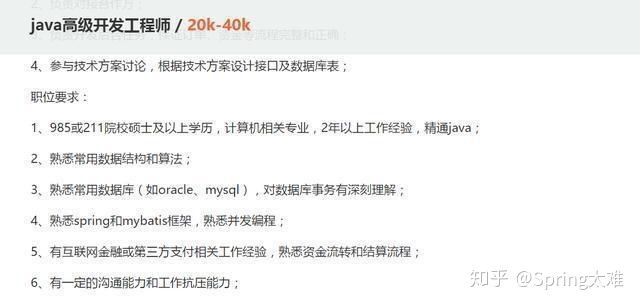 2、负责对接合作方；
java高级开发工程师 / 20k-40k
4、参与技术方案讨论，根据技术方案设计接口及数据库表；
职位要求：
1、985或211院校硕士及以上学历，计算机相关专业，2年以上工作经验，精通java；
2、熟悉常用数据结构和算法；
3、熟悉常用数据库（如oracle、mysql），对数据库事务有深刻理解；
4、熟悉spring和mybatis框架，熟悉并发编程；
5、有互联网金融或第三方支付相关工作经验，熟悉资金流转和结算流程；
6、有一定的沟通能力和工作抗压能力；
知乎 @Spring太难